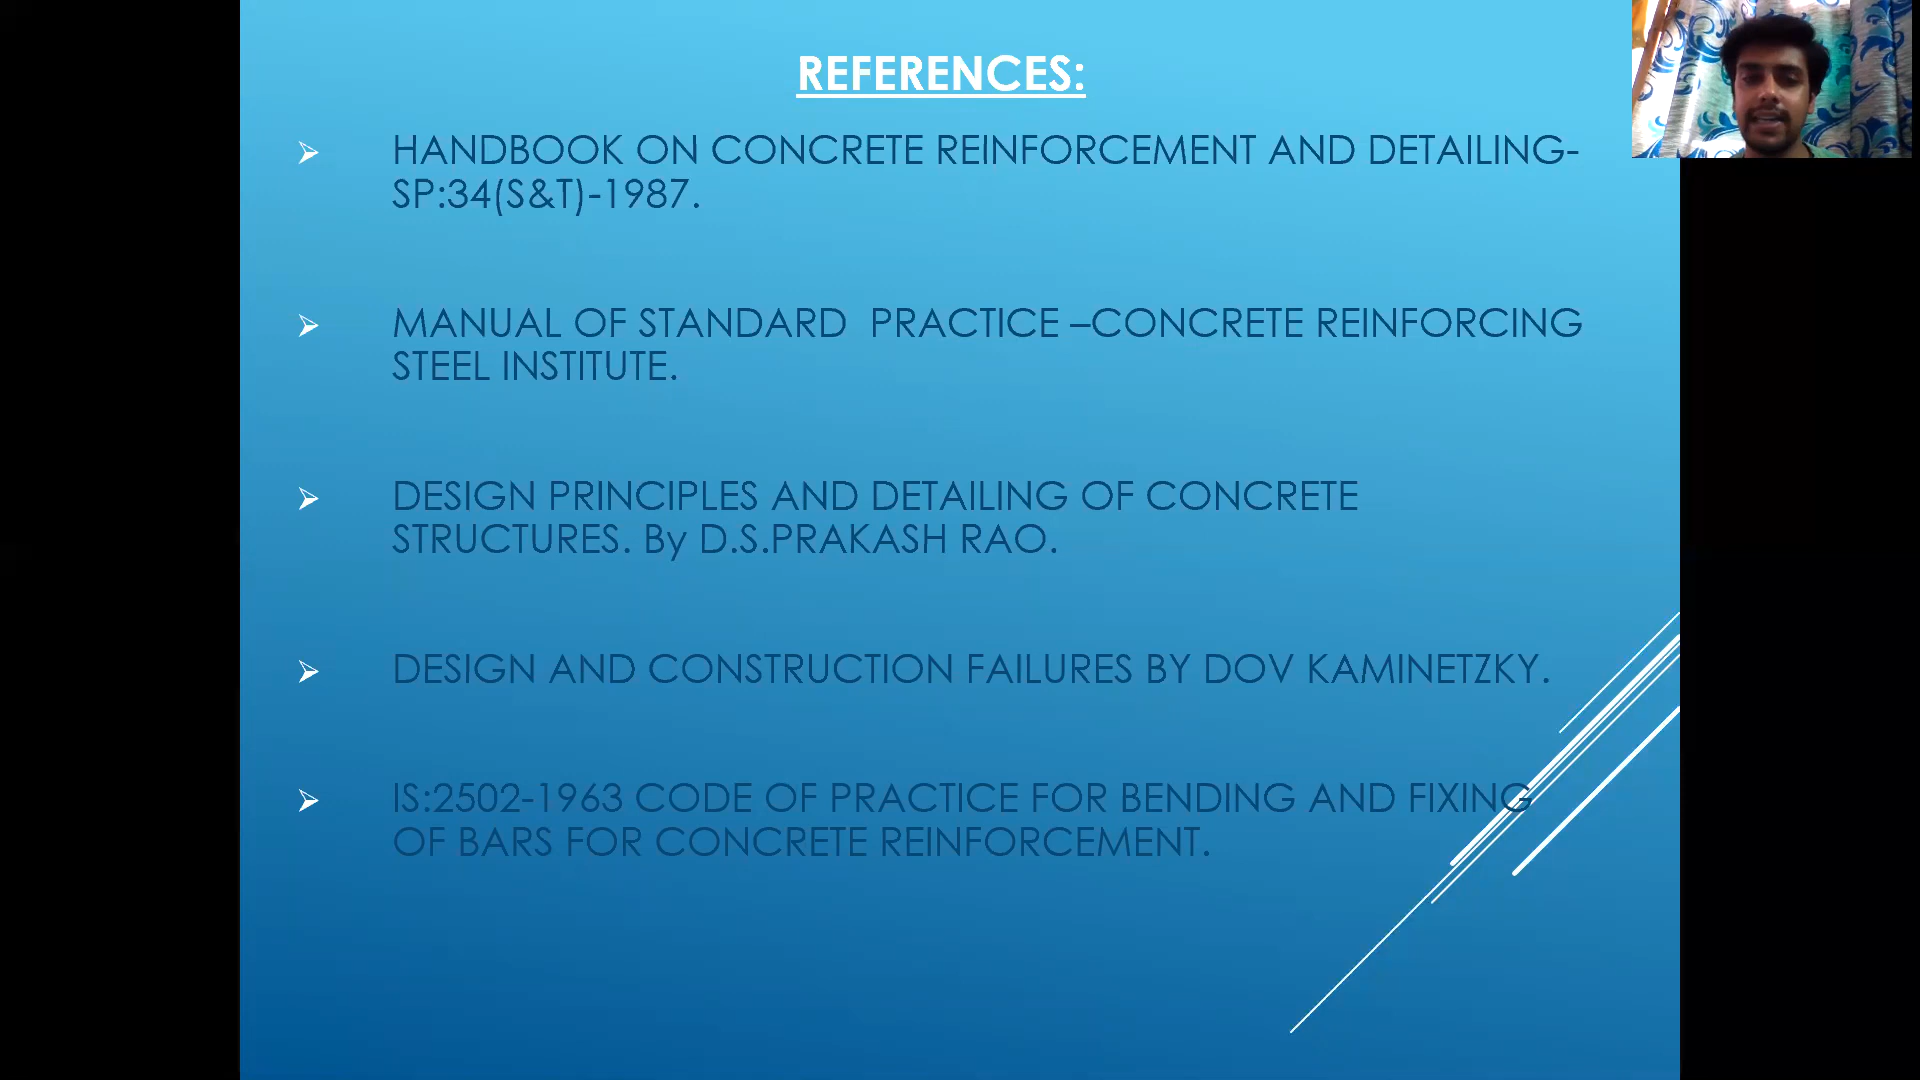 REFERENCES:
HANDBOOK ON CONCRETE REINFORCEMENT AND DETAILING-
SP:34(S&T)-1987.
MANUAL OF STANDARD  PRACTICE –CONCRETE REINFORCING
STEEL INSTITUTE.
DESIGN PRINCIPLES AND DETAILING OF CONCRETE
STRUCTURES. By D.S.PRAKASH RAO.
DESIGN AND CONSTRUCTION FAILURES BY DOV KAMINETZKY.
IS:2502-1963 CODE OF PRACTICE FOR BENDING AND FIXING
OF BARS FOR CONCRETE REINFORCEMENT.